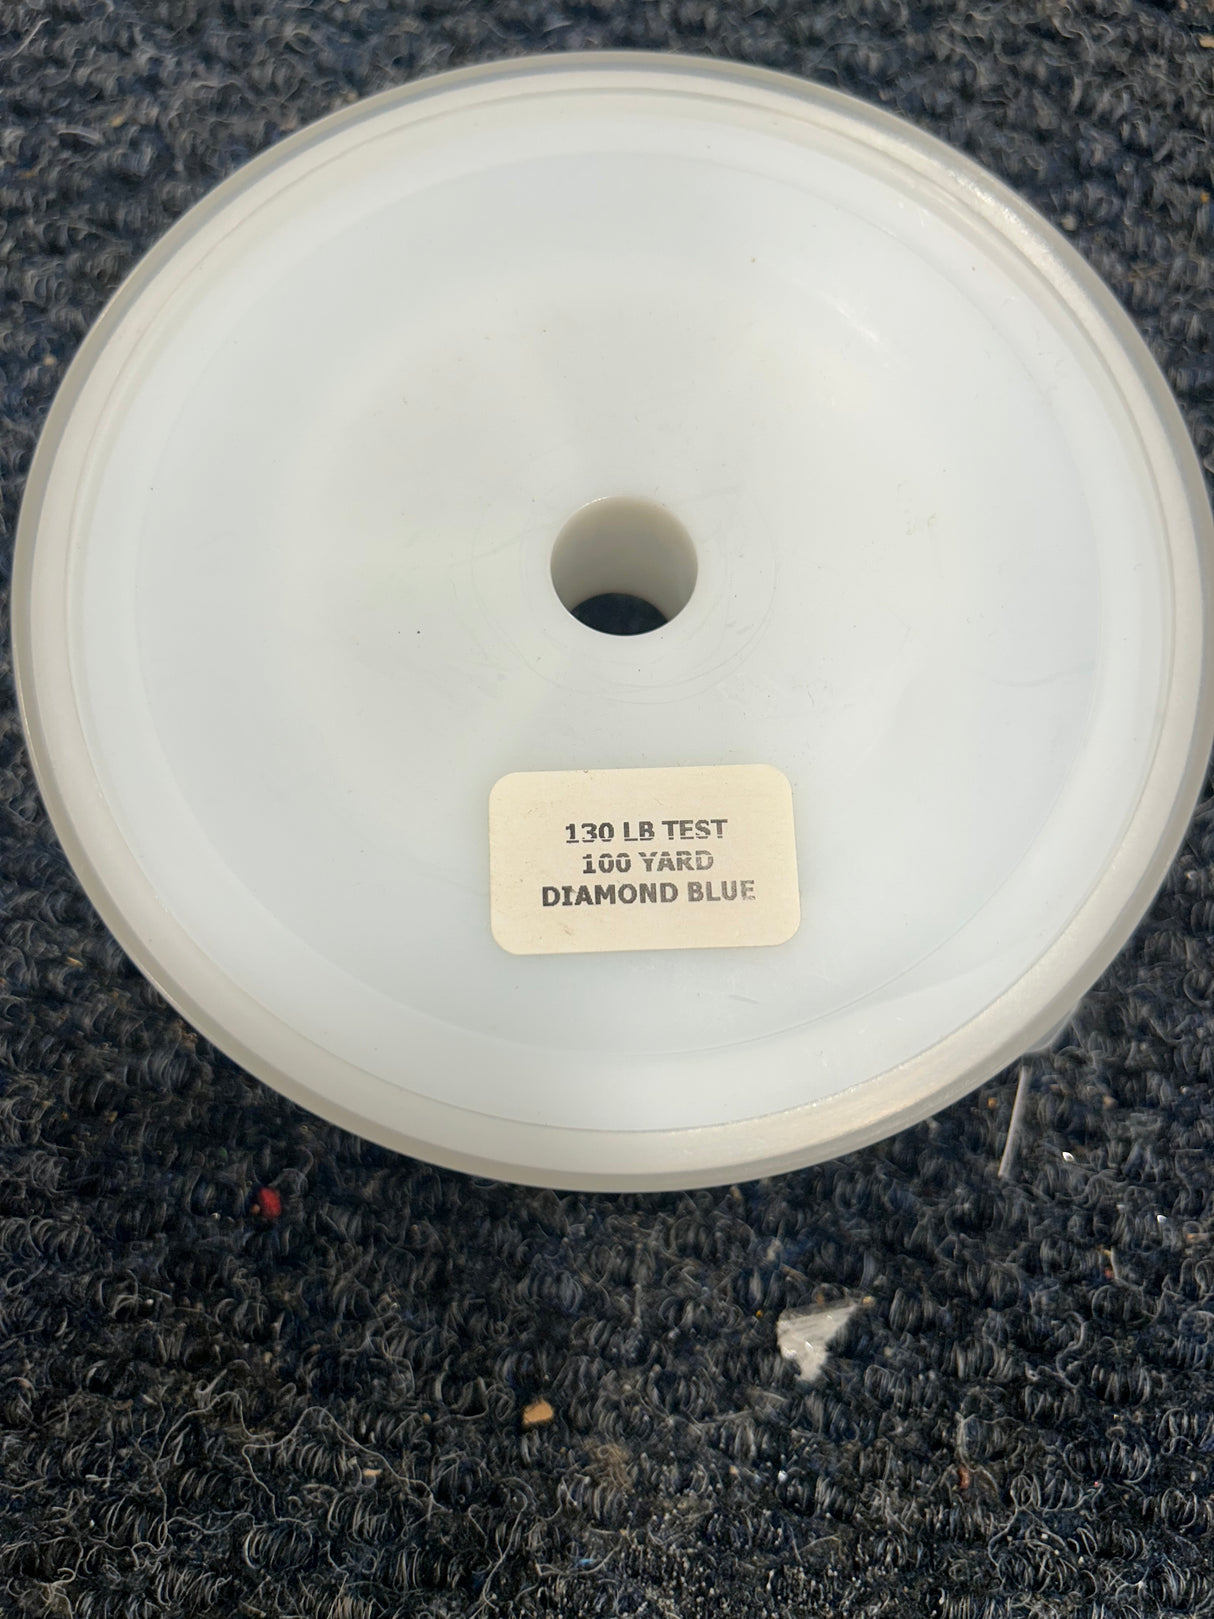 130 LB TEST
100 YARD
DIAMOND BLUE